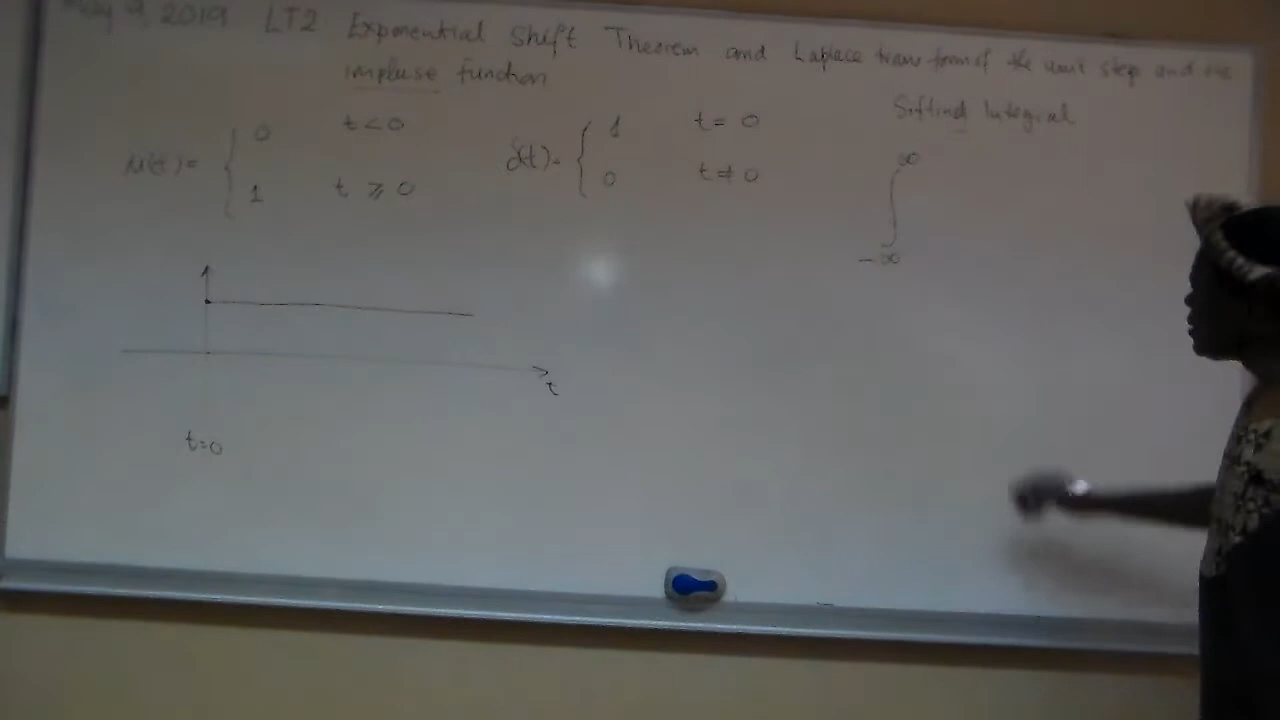 May 9, 2019 LT2 Exponential Shift Theorem and Laplace transform of the unit step and the
impluse function
Sifting Integral
μ(t) = { 0 t < 0
1 t ⩾ 0
δ(t) = { 1 t = 0
0 t ≠ 0
∫
∞
-∞
t
t=0